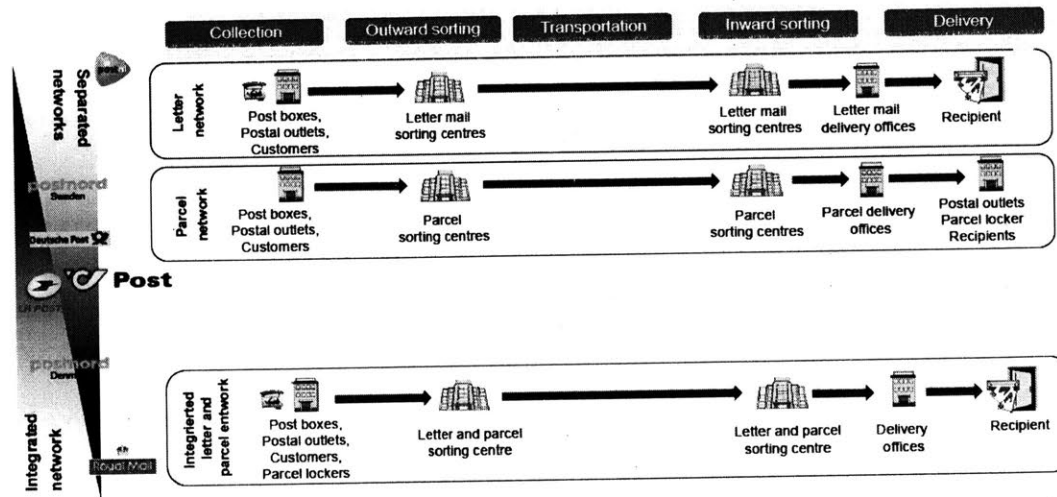 Collection
Outward sorting
Transportation
Inward sorting
Delivery
Separated
networks
Letter
network
Post boxes,
Postal outlets,
Customers
Letter mail
sorting centres
Letter mail
sorting centres
Letter mail
delivery offices
Recipient
postnord
Sweden
Parcel
network
Post boxes,
Postal outlets,
Customers
Parcel
sorting centres
Parcel
sorting centres
Parcel delivery
offices
Postal outlets
Parcel locker
Recipients
Deutsche Post
Post
LA POSTE
postnord
Integrated
network
Royal Mail
Integrierted
letter and
parcel entwork
Post boxes,
Postal outlets,
Customers,
Parcel lockers
Letter and parcel
sorting centre
Letter and parcel
sorting centre
Delivery
offices
Recipient